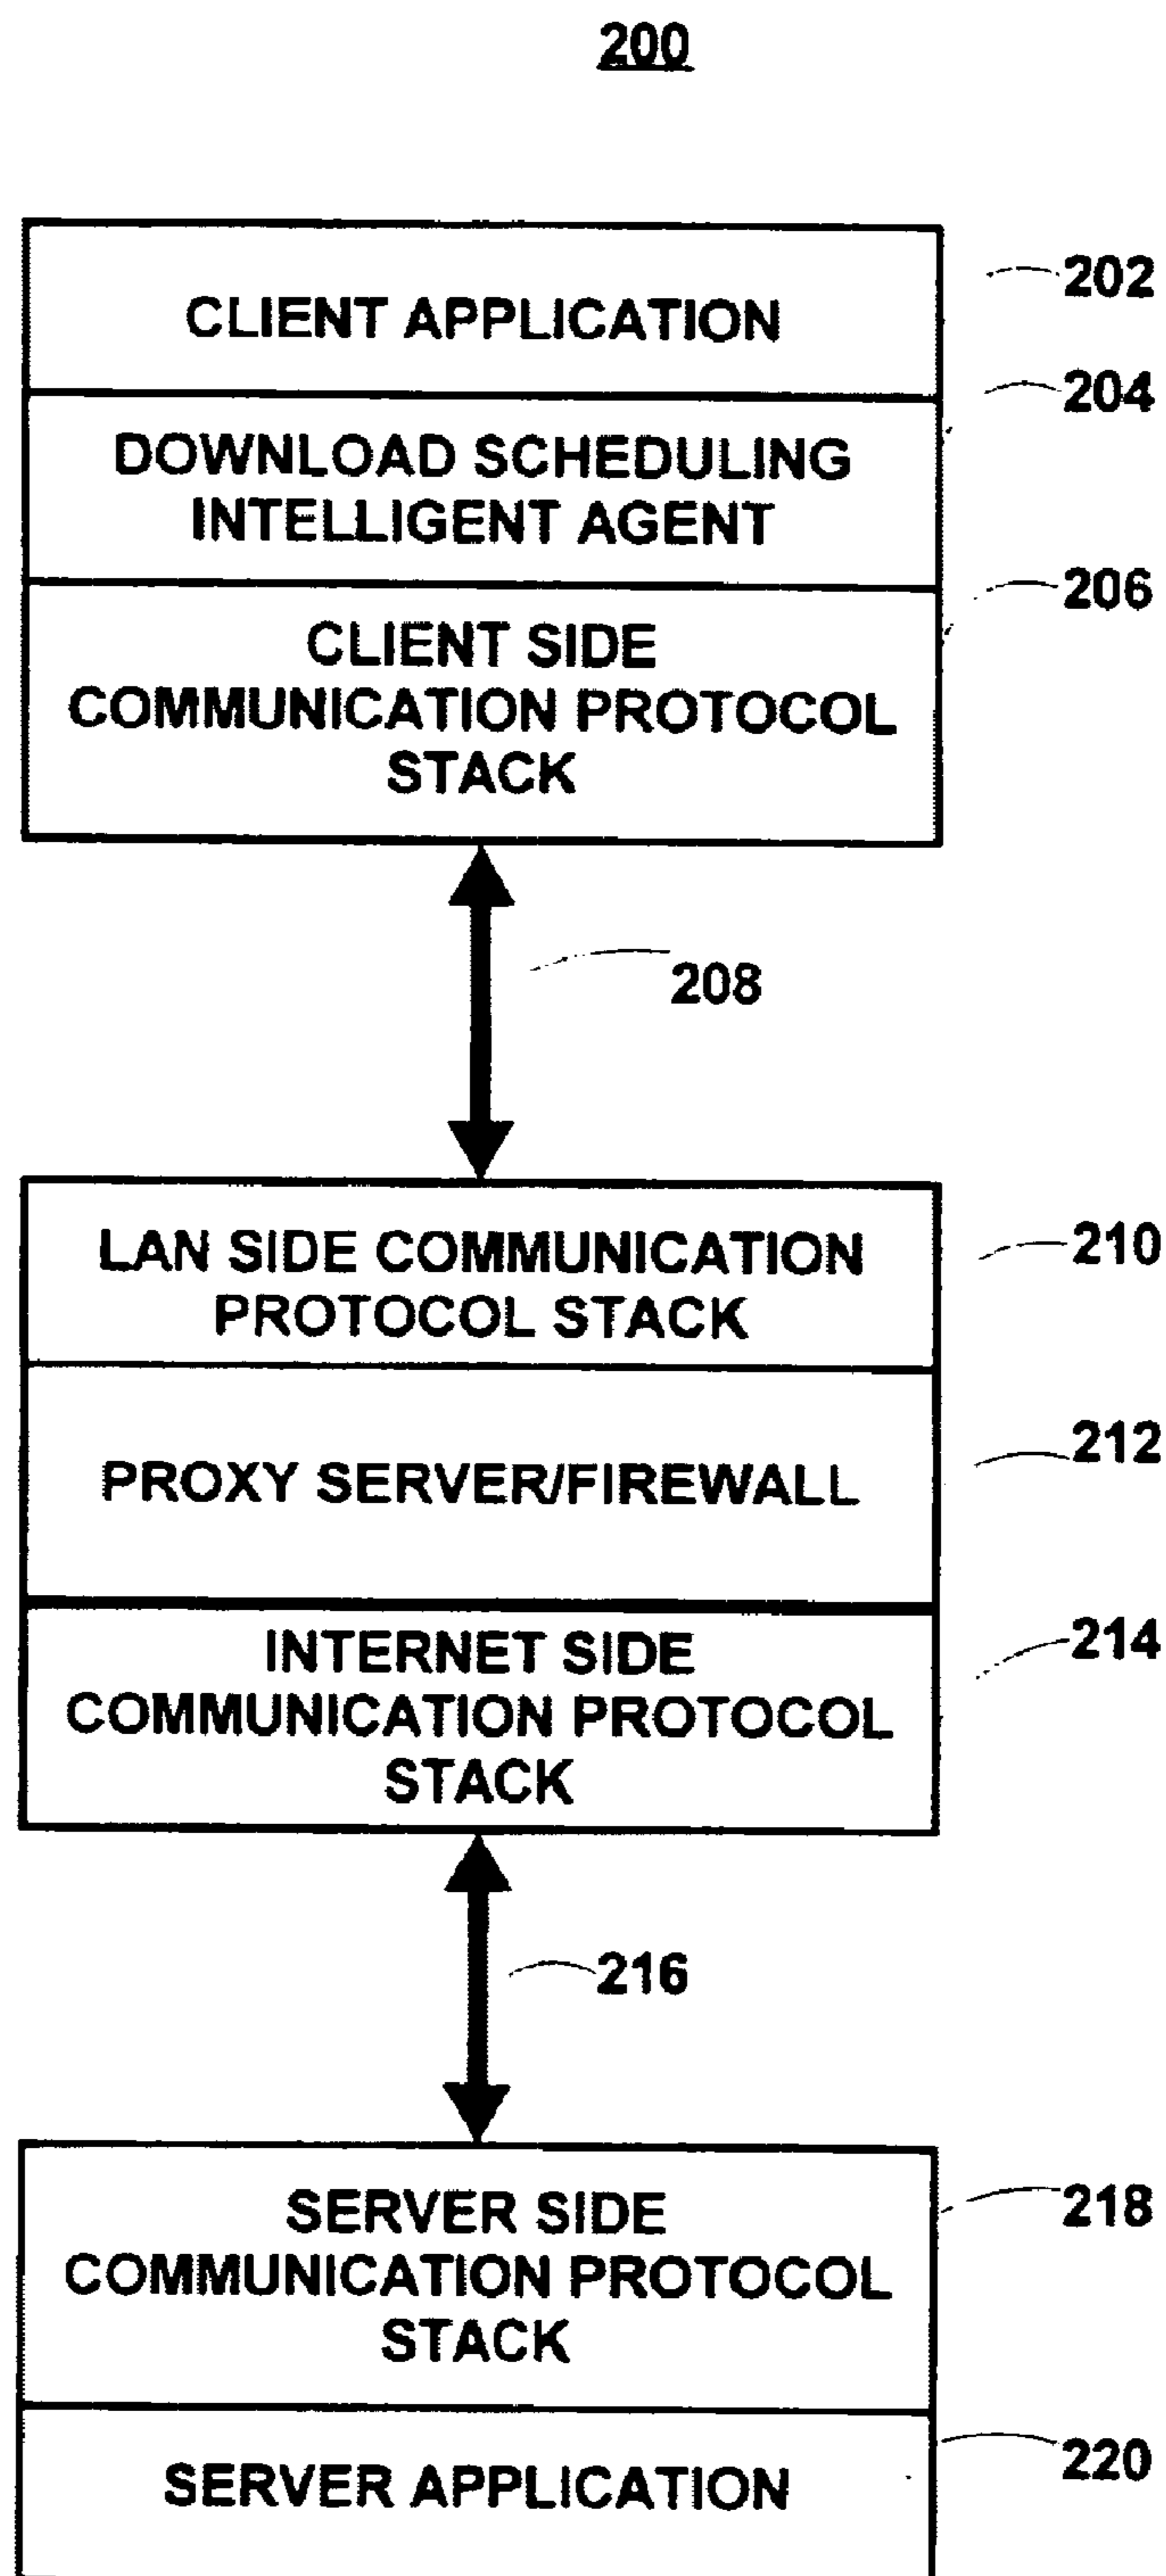 200
CLIENT APPLICATION
202
204
DOWNLOAD SCHEDULING
INTELLIGENT AGENT
206
CLIENT SIDE
COMMUNICATION PROTOCOL
STACK
208
LAN SIDE COMMUNICATION
PROTOCOL STACK
210
PROXY SERVER/FIREWALL
212
INTERNET SIDE
COMMUNICATION PROTOCOL
STACK
214
216
SERVER SIDE
COMMUNICATION PROTOCOL
STACK
218
SERVER APPLICATION
220